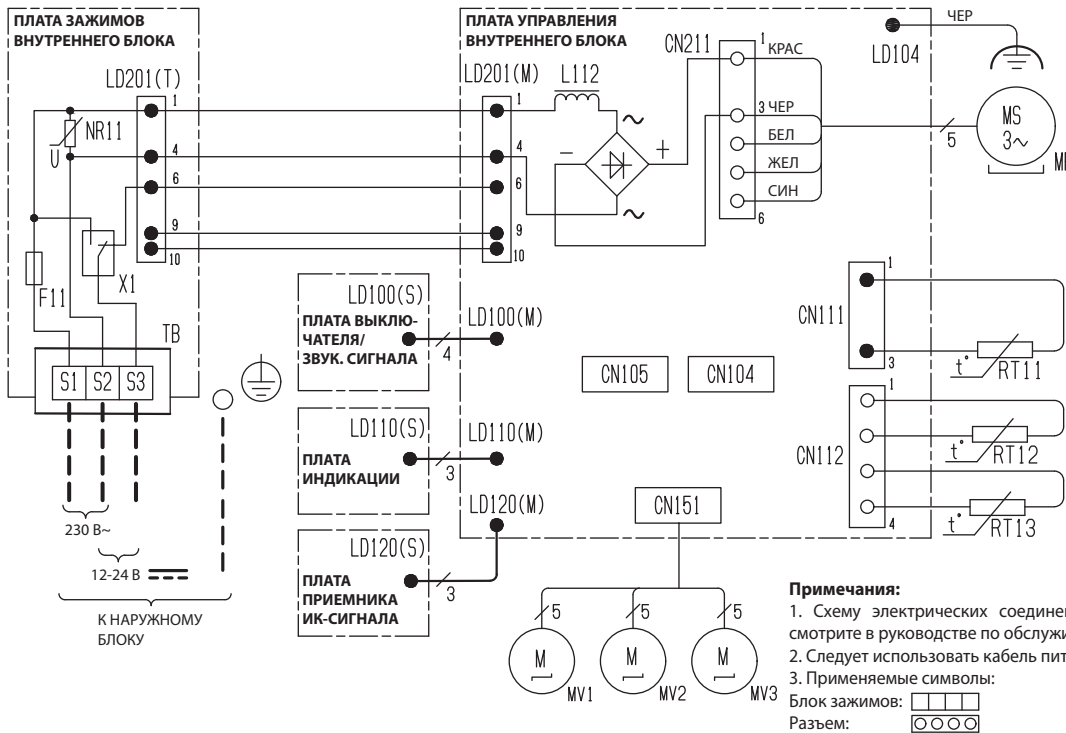 ПЛАТА ЗАЖИМОВ
ВНУТРЕННЕГО БЛОКА
LD201(T)
1
4
6
9
10
NR11
U
F11
X1
TB
S1 S2 S3
230 В~
12-24 В
К НАРУЖНОМУ
БЛОКУ
ПЛАТА УПРАВЛЕНИЯ
ВНУТРЕННЕГО БЛОКА
LD201(M)
1
4
6
9
10
L112
~
-
+
~
CN211
1
КРАС
3 ЧЕР
БЕЛ
ЖЕЛ
СИН
6
LD104
ЧЕР
5
MS
3~
LD100(S)
ПЛАТА ВЫКЛЮ-
ЧАТЕЛЯ/
ЗВУК. СИГНАЛА
4
LD100(M)
LD110(S)
ПЛАТА
ИНДИКАЦИИ
3
LD110(M)
LD120(S)
ПЛАТА
ПРИЕМНИКА
ИК-СИГНАЛА
3
LD120(M)
CN105
CN104
CN151
CN111
1
3
t°
RT11
CN112
1
4
t°
RT12
t°
RT13
5
M
MV1
5
M
MV2
5
M
MV3
Примечания:
1. Схему электрических
смотрите в руководстве по
2. Следует использовать кабель
3. Применяемые символы:
Блок зажимов:
Разъем: